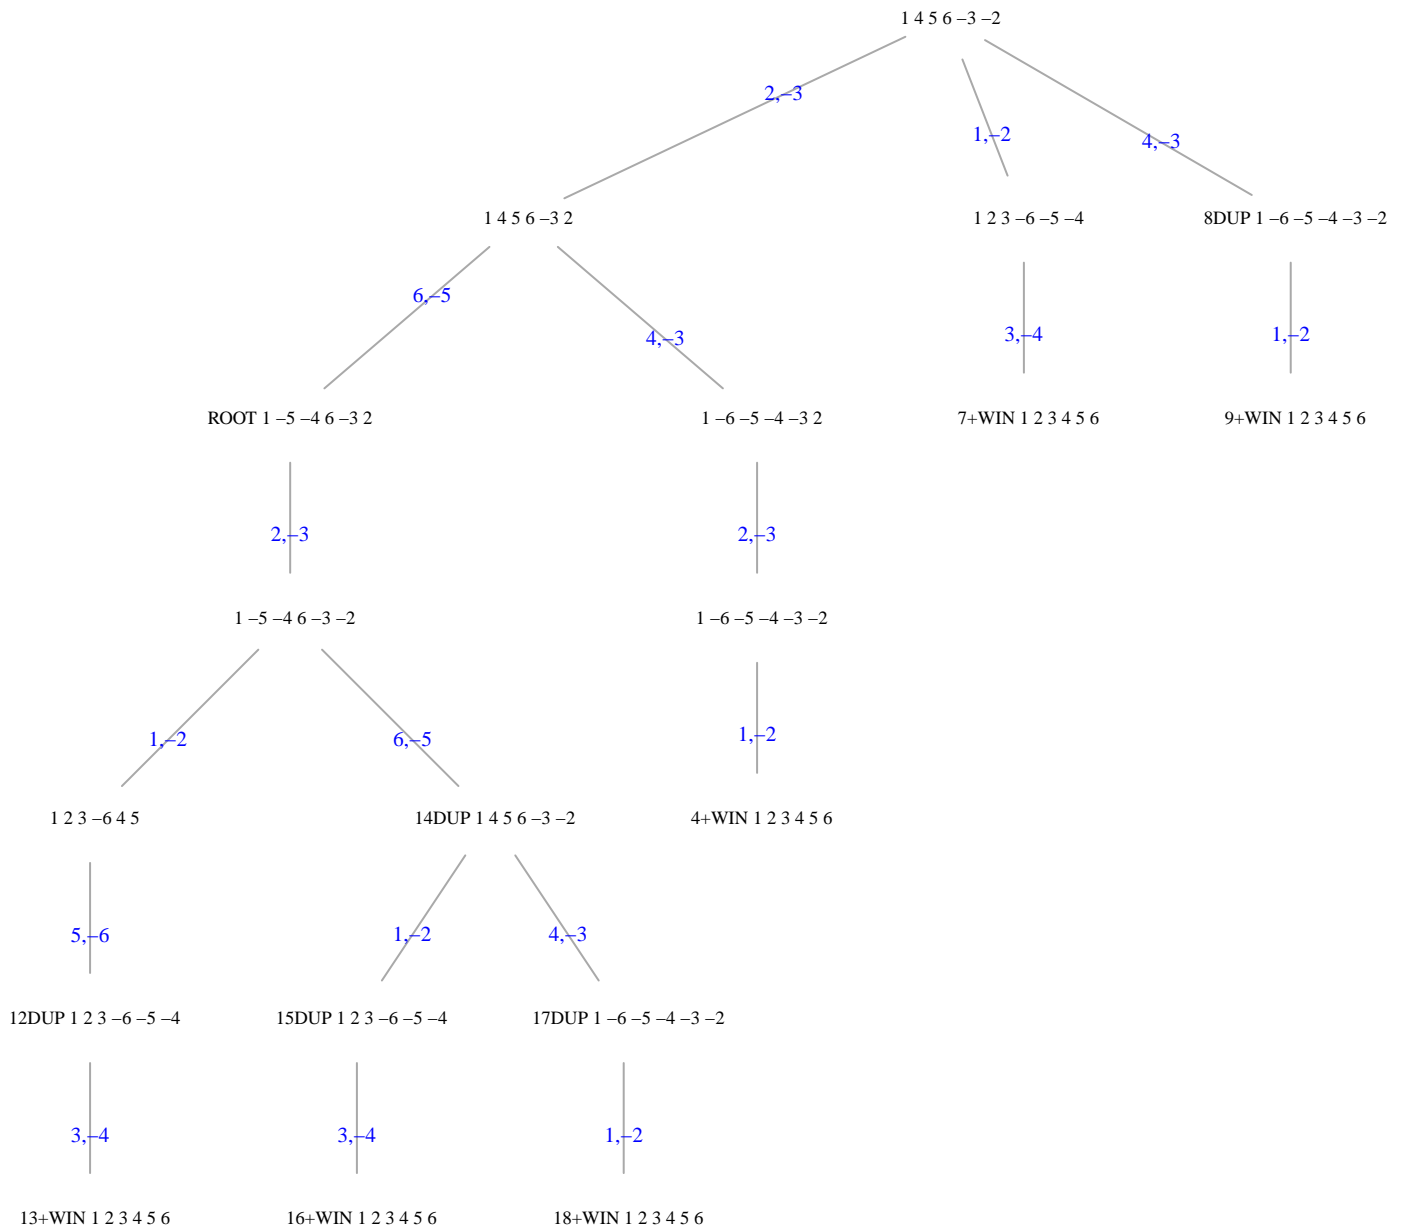 1 4 5 6 –3 –2
2,–3
1,–2
4,–3
1 4 5 6 –3 2
1 2 3 –6 –5 –4
8DUP 1 –6 –5 –4 –3 –2
6,–5
4,–3
3,–4
1,–2
ROOT 1 –5 –4 6 –3 2
1 –6 –5 –4 –3 2
7+WIN 1 2 3 4 5 6
9+WIN 1 2 3 4 5 6
2,–3
2,–3
1 –5 –4 6 –3 –2
1 –6 –5 –4 –3 –2
1,–2
6,–5
1,–2
1 2 3 –6 4 5
14DUP 1 4 5 6 –3 –2
4+WIN 1 2 3 4 5 6
5,–6
1,–2
4,–3
12DUP 1 2 3 –6 –5 –4
15DUP 1 2 3 –6 –5 –4
17DUP 1 –6 –5 –4 –3 –2
3,–4
3,–4
1,–2
13+WIN 1 2 3 4 5 6
16+WIN 1 2 3 4 5 6
18+WIN 1 2 3 4 5 6